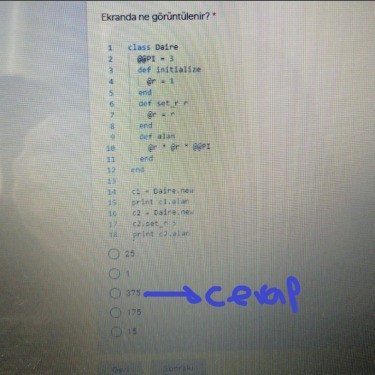 Ekranda ne görüntülenir? *
1 class Daire
2 @@PI = 3
3 def initialize
4 @r = 1
5 end
6 def set_r r
7 @r = r
8 end
9 def alan
10 @r * @r * @@PI
11 end
12 end
13
14 c1 = Daire.new
15 print c1.alan
16 c2 = Daire.new
17 c2.set_r
18 print c2.alan
25
1
375 cevap
175
15